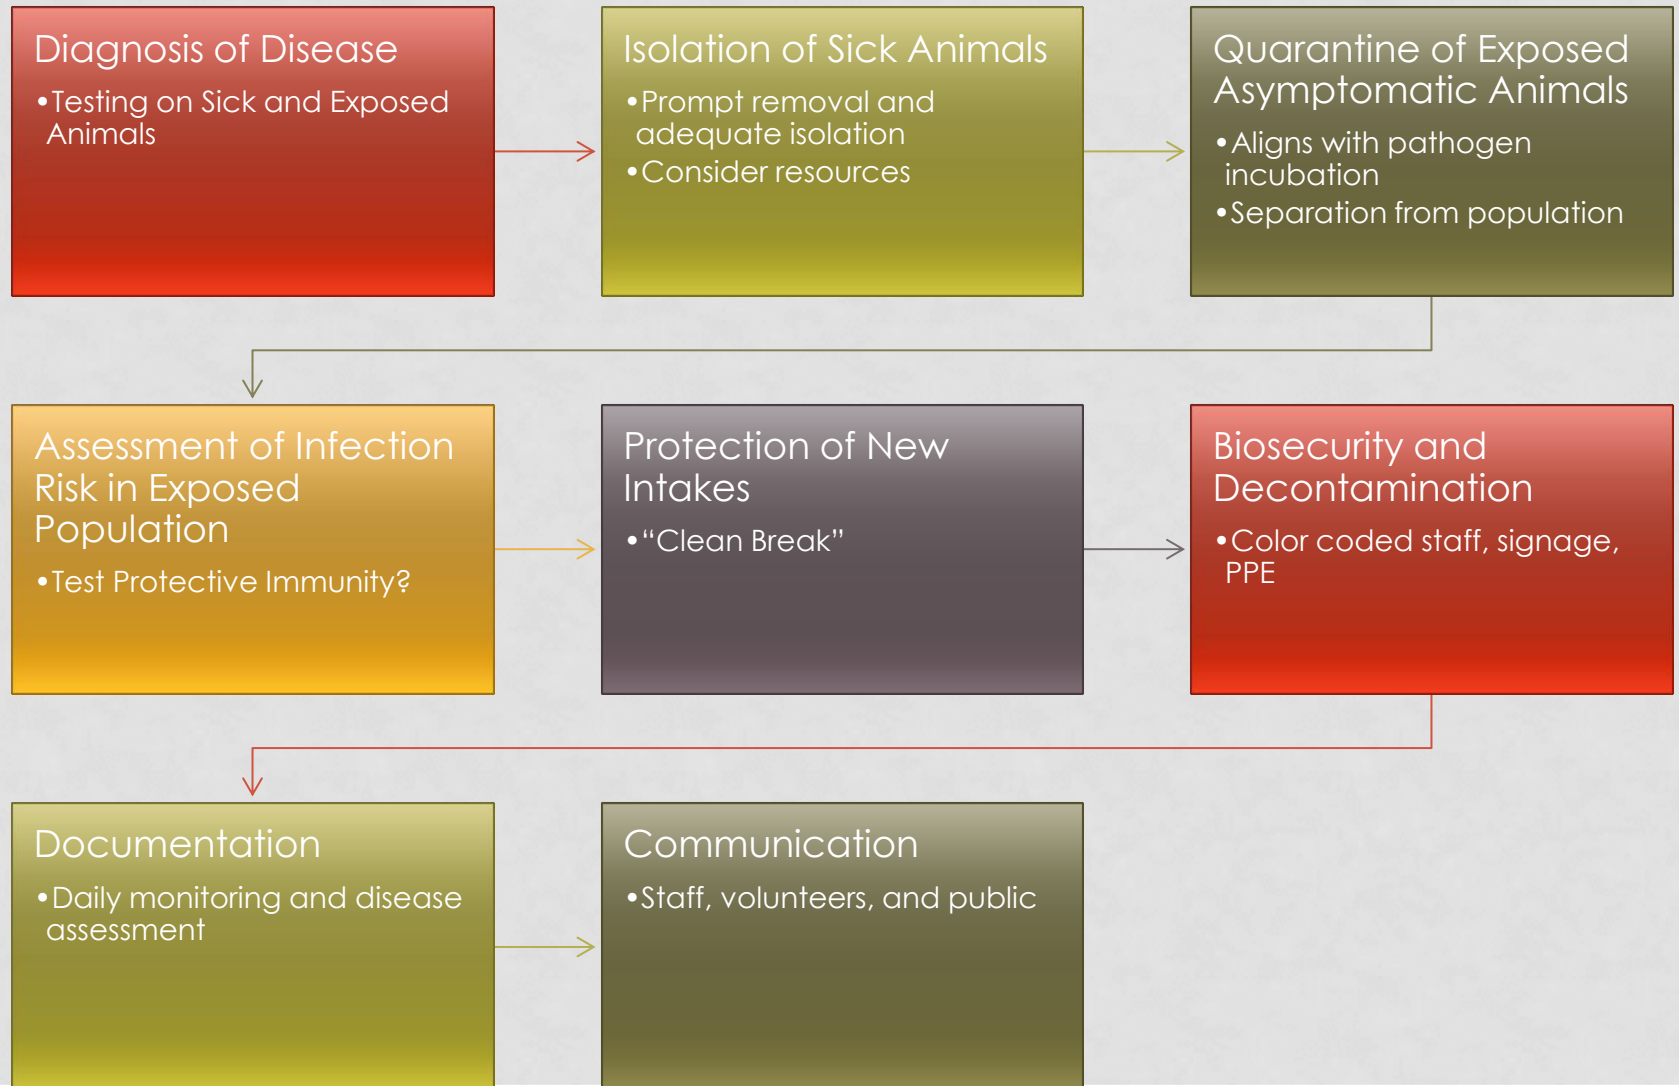 Diagnosis of Disease
•Testing on Sick and Exposed
Animals
Isolation of Sick Animals
•Prompt removal and
adequate isolation
•Consider resources
Quarantine of Exposed
Asymptomatic Animals
•Aligns with pathogen
incubation
•Separation from population
Assessment of Infection
Risk in Exposed
Population
•Test Protective Immunity?
Protection of New
Intakes
•“Clean Break”
Biosecurity and
Decontamination
•Color coded staff, signage,
PPE
Documentation
•Daily monitoring and disease
assessment
Communication
•Staff, volunteers, and public